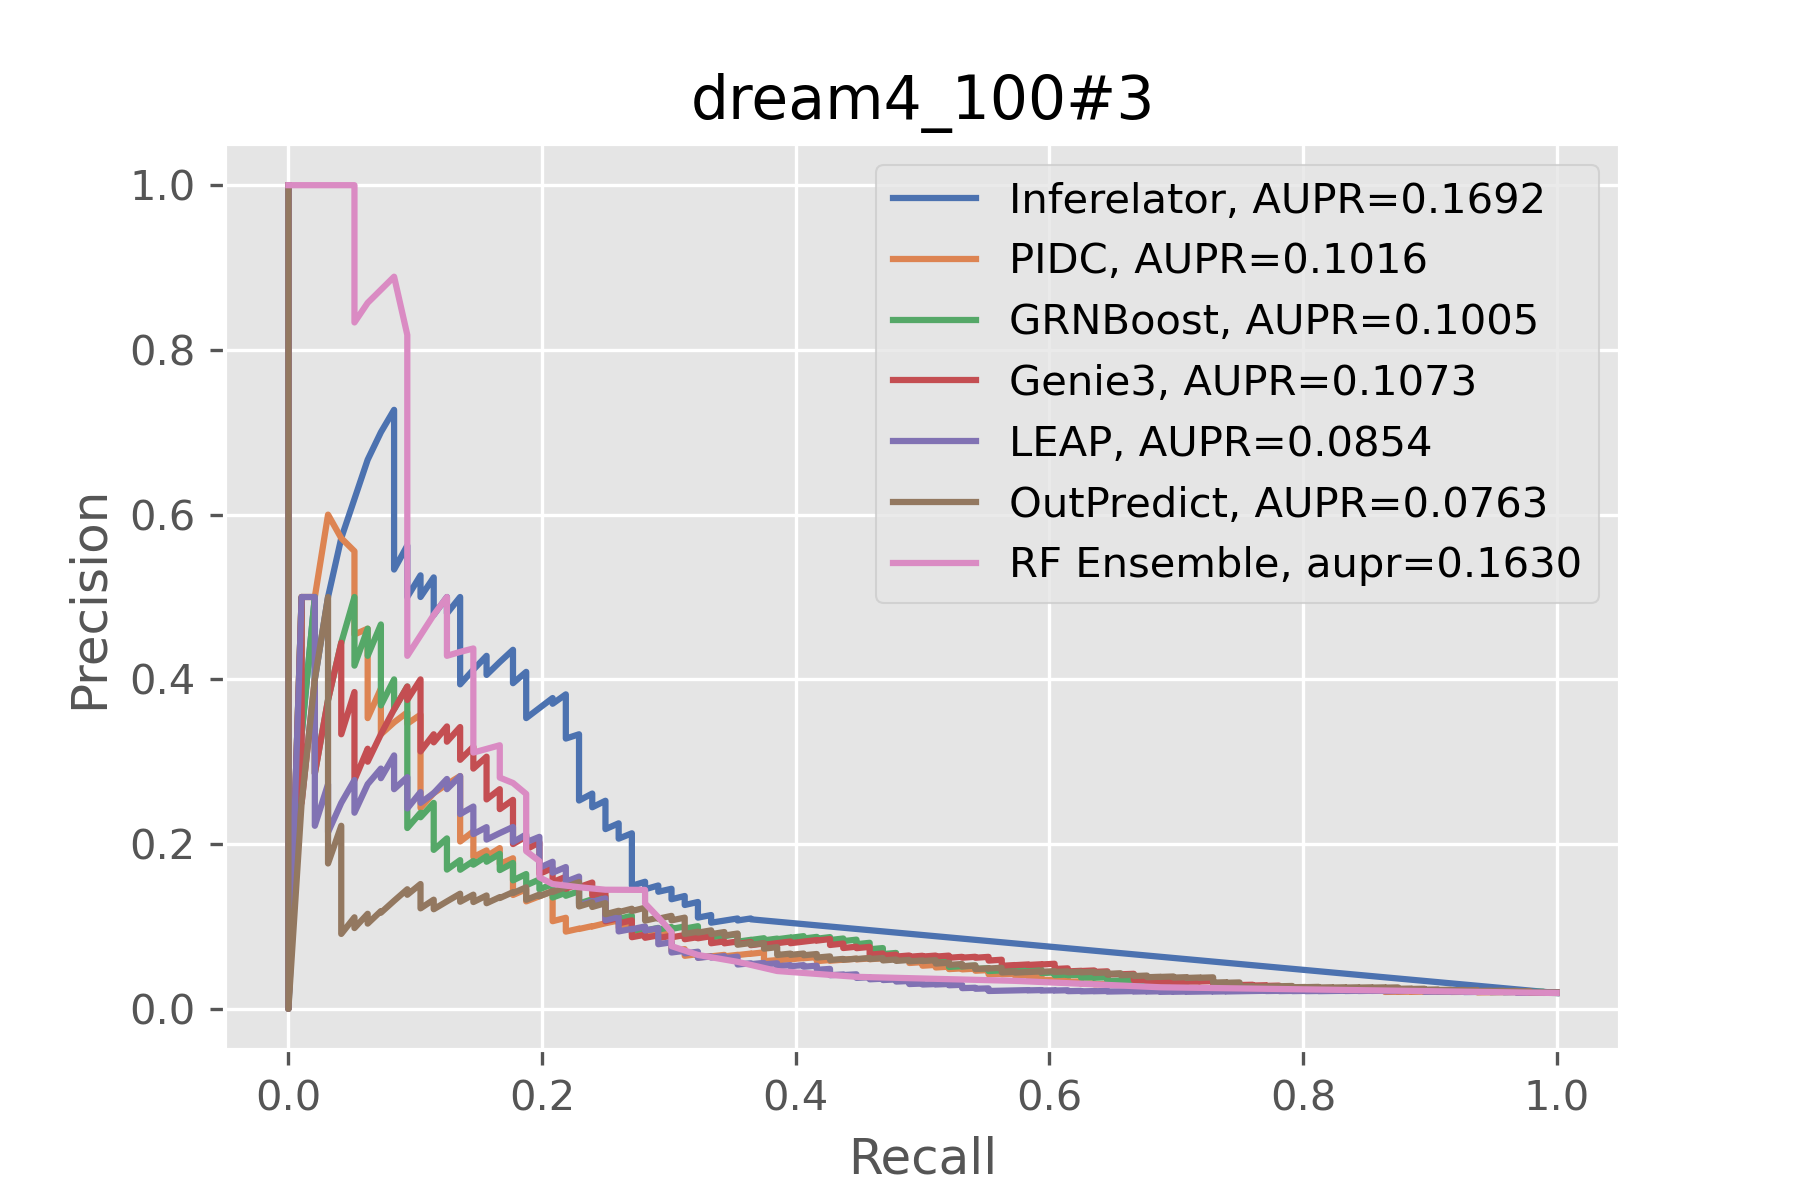 dream4_100#3
Inferelator, AUPR=0.1692
PIDC, AUPR=0.1016
GRNBoost, AUPR=0.1005
Genie3, AUPR=0.1073
LEAP, AUPR=0.0854
OutPredict, AUPR=0.0763
RF Ensemble, aupr=0.1630
Precision
1.0
0.8
0.6
0.4
0.2
0.0
0.0 0.2 0.4 0.6 0.8 1.0
Recall